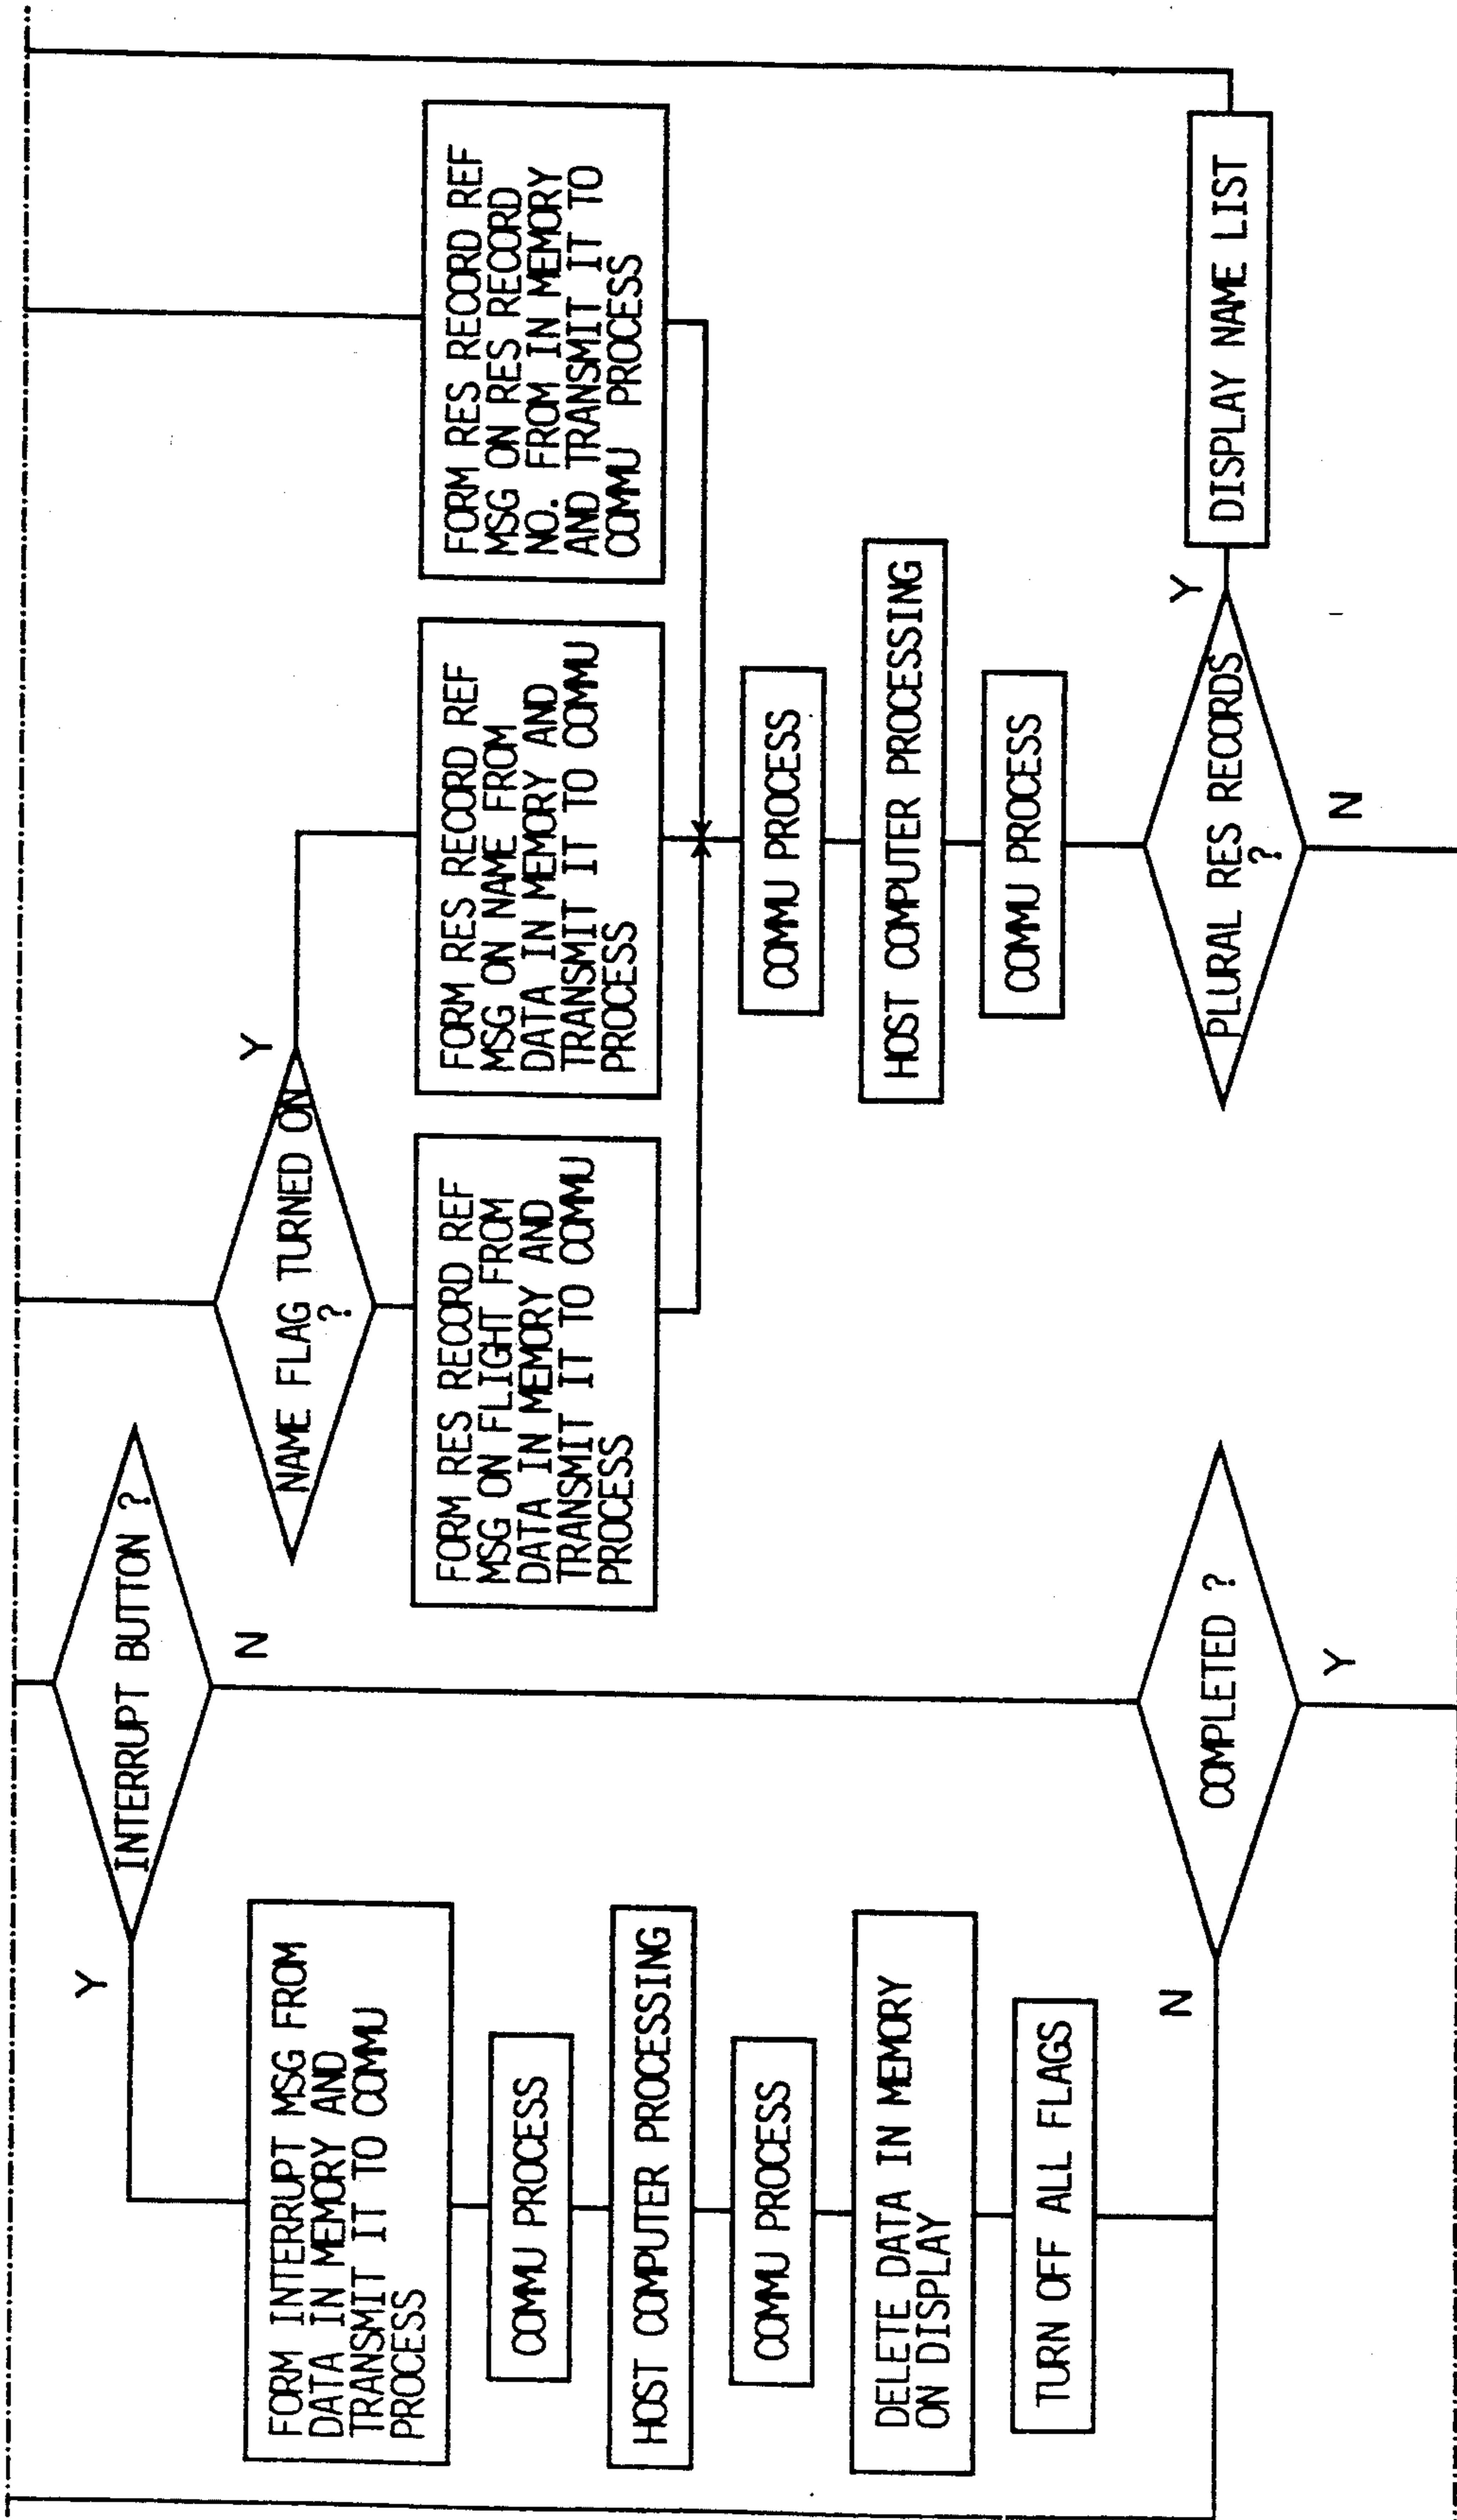 INTERRUPT BUTTON ?
Y
N
FORM INTERRUPT MSG FROM
DATA IN MEMORY AND
TRANSMIT IT TO COMMU
PROCESS
COMMU PROCESS
HOST COMPUTER PROCESSING
COMMU PROCESS
DELETE DATA IN MEMORY
ON DISPLAY
TURN OFF ALL FLAGS
N
COMPLETED ?
Y
NAME FLAG TURNED ON
?
Y
FORM RES RECORD REF
MSG ON FLIGHT FROM
DATA IN MEMORY AND
TRANSMIT IT TO COMMU
PROCESS
FORM RES RECORD REF
MSG ON NAME FROM
DATA IN MEMORY AND
TRANSMIT IT TO COMMU
PROCESS
FORM RES RECORD REF
MSG ON RES RECORD
NO. FROM IN MEMORY
AND TRANSMIT IT TO
COMMU PROCESS
COMMU PROCESS
HOST COMPUTER PROCESSING
COMMU PROCESS
PLURAL RES RECORDS
?
Y
N
DISPLAY NAME LIST